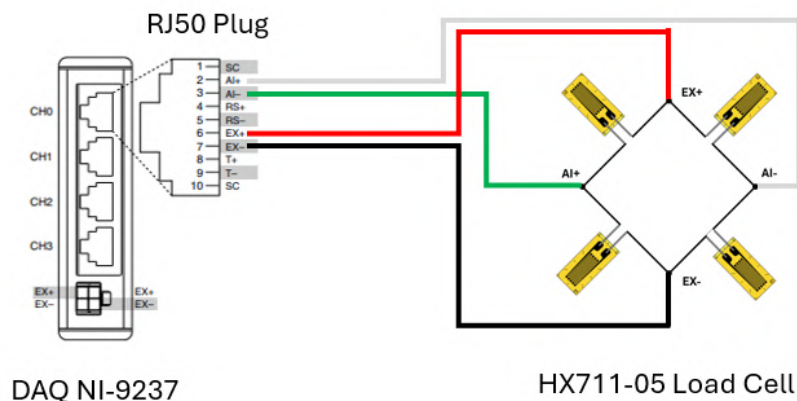 RJ50 Plug
CH0
CH1
CH2
CH3
EX+ EX+
EX– EX–
1 SC
2 AI+
3 AI–
4 RS+
5 RS–
6 EX+
7 EX–
8 T+
9 T–
10 SC
EX+
AI+
AI-
EX-
DAQ NI-9237
HX711-05 Load Cell